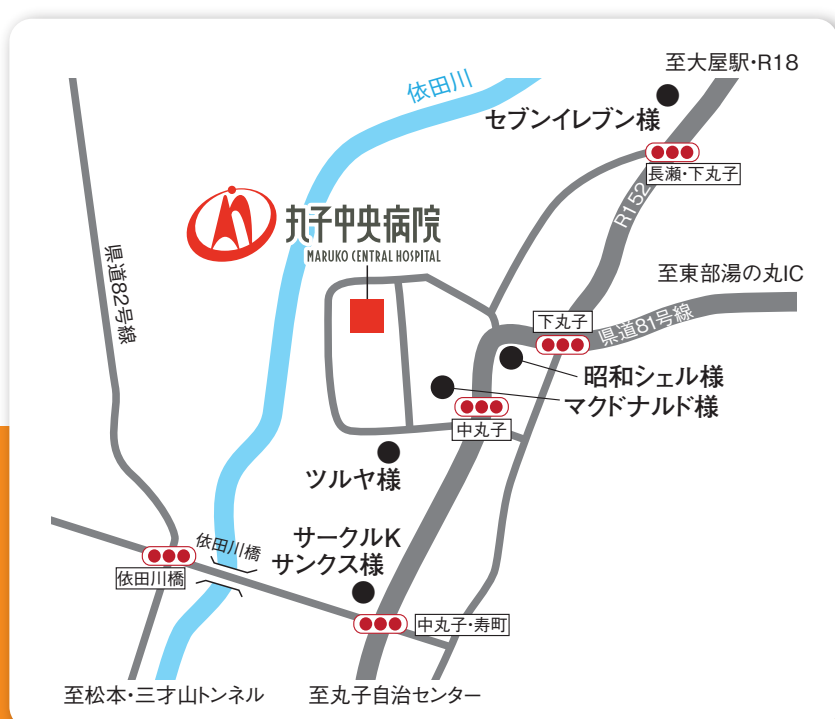 至大屋駅・R18
依田川
セブンイレブン様
長瀬・下丸子
R152
丸子中央病院
MARUKO CENTRAL HOSPITAL
県道82号線
至東部湯の丸IC
下丸子
県道81号線
昭和シェル様
マクドナルド様
中丸子
ツルヤ様
サークルK
サンクス様
依田川橋
依田川橋
中丸子・寿町
至松本・三才山トンネル
至丸子自治センター